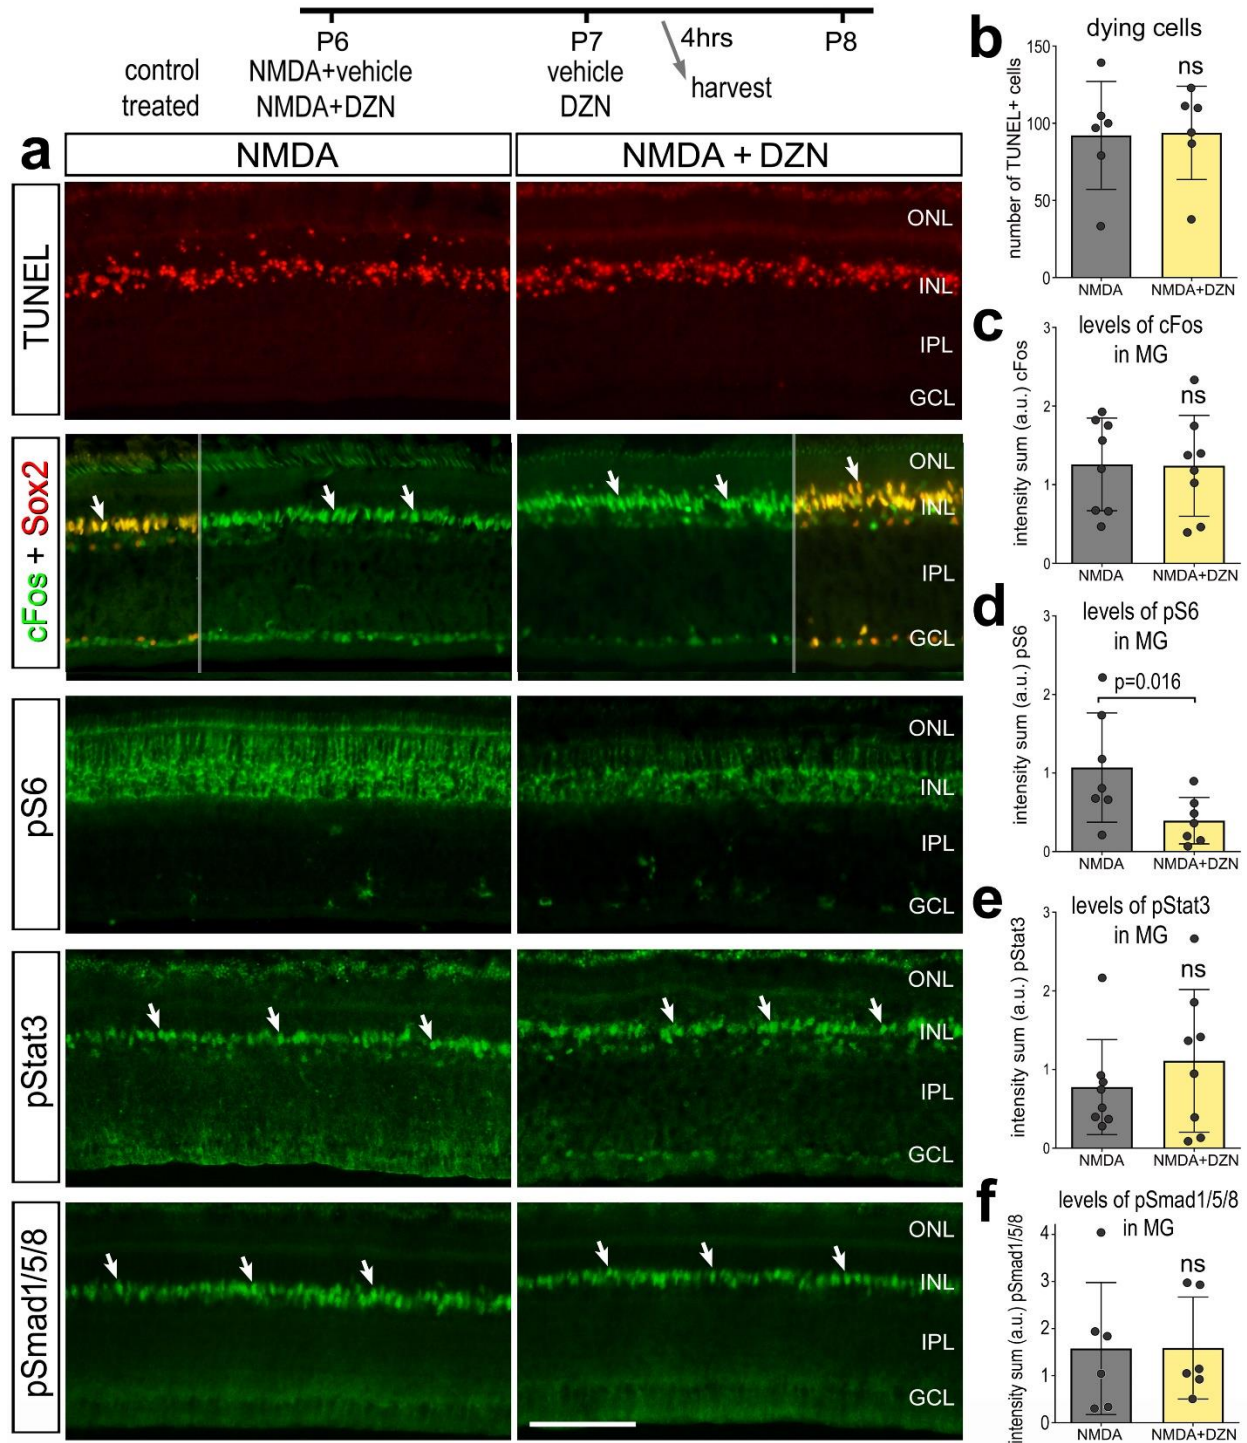 P6 P7 4hrs P8
control NMDA+vehicle vehicle harvest
treated NMDA+DZN DZN
a
NMDA NMDA + DZN
TUNEL
ONL
INL
IPL
GCL
cFos + Sox2
ONL
INL
IPL
GCL
pS6
ONL
INL
IPL
GCL
pStat3
ONL
INL
IPL
GCL
pSmad1/5/8
ONL
INL
IPL
GCL
b dying cells
number of TUNEL+ cells
150
100
50
0
ns
NMDA NMDA+DZN
c levels of cFos
in MG
intensity sum (a.u.) cFos
3
2
1
0
ns
NMDA NMDA+DZN
d levels of pS6
in MG
intensity sum (a.u.) pS6
3
2
1
0
p=0.016
NMDA NMDA+DZN
e levels of pStat3
in MG
intensity sum (a.u.) pStat3
3
2
1
0
ns
NMDA NMDA+DZN
f levels of pSmad1/5/8
in MG
intensity sum (a.u.) pSmad1/5/8
4
3
2
1
0
ns
NMDA NMDA+DZN